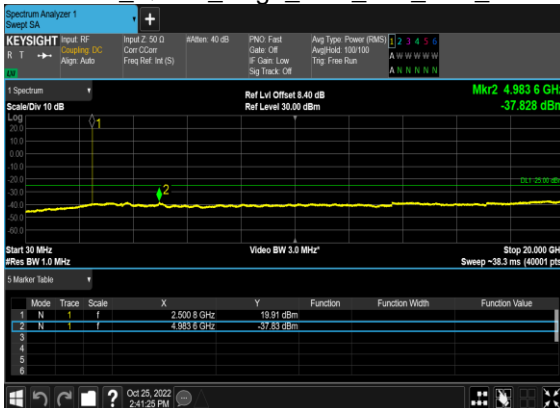 Spectrum Analyzer 1
Swept SA
+
KEYSIGHT
R T
Input: RF
Coupling: DC
Align: Auto
Input Z: 50 Ω
Corr CCorr
Freq Ref: Int (S)
#Atten: 40 dB
PNO: Fast
Gate: Off
IF Gain: Low
Sig Track: Off
Avg Type: Power (RMS)
Avg|Hold: 100/100
Trig: Free Run
1 2 3 4 5 6
A W W W W W
A N N N N N
1 Spectrum
Scale/Div 10 dB
Log
Ref Lvl Offset 8.40 dB
Ref Level 30.00 dBm
Mkr2 4.983 6 GHz
-37.828 dBm
1
20.0
10.0
0.00
-10.0
-20.0
DL1 -25.00 dBm
-30.0
2
-40.0
-50.0
-60.0
Start 30 MHz
#Res BW 1.0 MHz
Video BW 3.0 MHz*
Stop 20.000 GHz
Sweep ~38.3 ms (40001 pts)
5 Marker Table
Mode Trace Scale X Y Function Function Width Function Value
1 N 1 f 2.500 8 GHz 19.91 dBm
2 N 1 f 4.983 6 GHz -37.83 dBm
3
4
5
6
?
Oct 25, 2022
2:41:25 PM